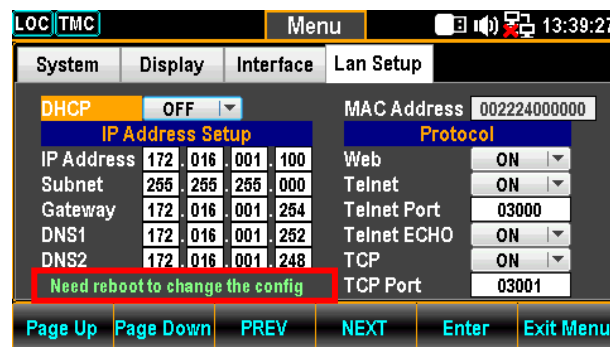 LOC TMC Menu 13:39:27
System Display Interface Lan Setup
DHCP OFF
IP Address Setup
IP Address 172 . 016 . 001 . 100
Subnet 255 . 255 . 255 . 000
Gateway 172 . 016 . 001 . 254
DNS1 172 . 016 . 001 . 252
DNS2 172 . 016 . 001 . 248
Need reboot to change the config
MAC Address 002224000000
Protocol
Web ON
Telnet ON
Telnet Port 03000
Telnet ECHO ON
TCP ON
TCP Port 03001
Page Up Page Down PREV NEXT Enter Exit Menu